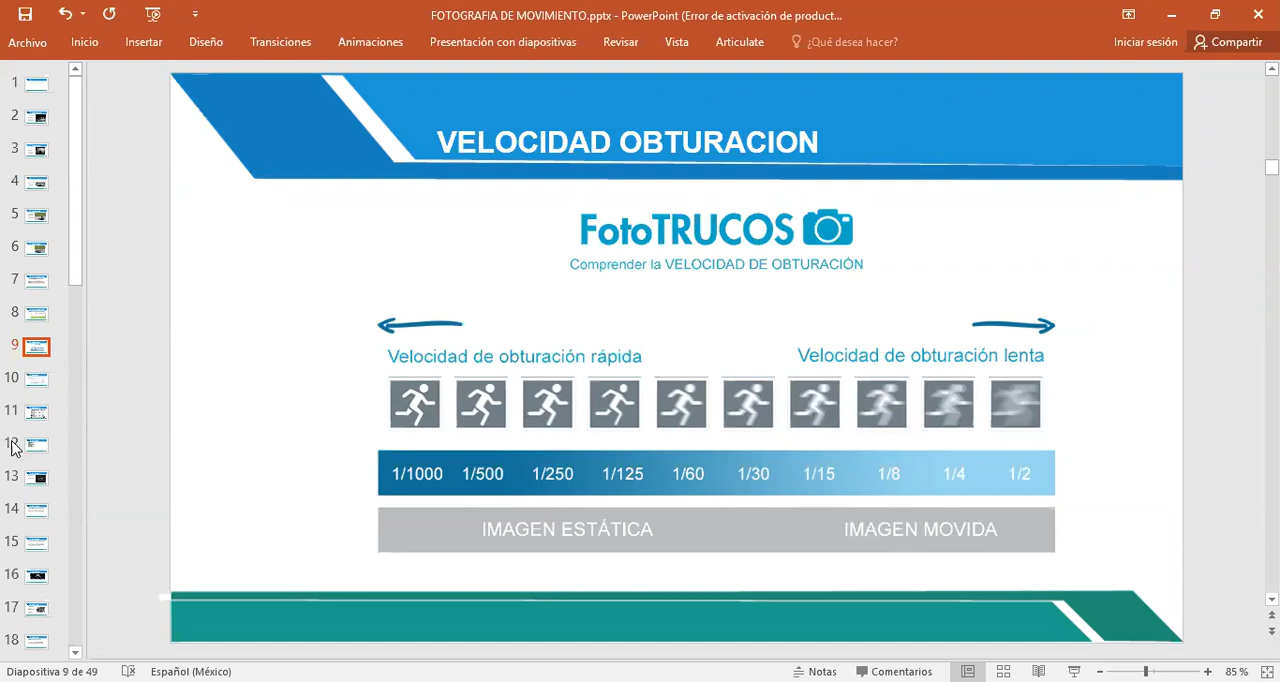 FOTOGRAFIA DE MOVIMIENTO.pptx - PowerPoint (Error de activación de product...
Archivo Inicio Insertar Diseño Transiciones Animaciones Presentación con diapositivas Revisar Vista Articulate ¿Qué desea hacer? Iniciar sesión Compartir
VELOCIDAD OBTURACION
FotoTRUCOS
Comprender la VELOCIDAD DE OBTURACIÓN
Velocidad de obturación rápida Velocidad de obturación lenta
1/1000 1/500 1/250 1/125 1/60 1/30 1/15 1/8 1/4 1/2
IMAGEN ESTÁTICA IMAGEN MOVIDA
1
2
3
4
5
6
7
8
9
10
11
13
14
15
16
17
18
Diapositiva 9 de 49 Español (México) Notas Comentarios 85 %